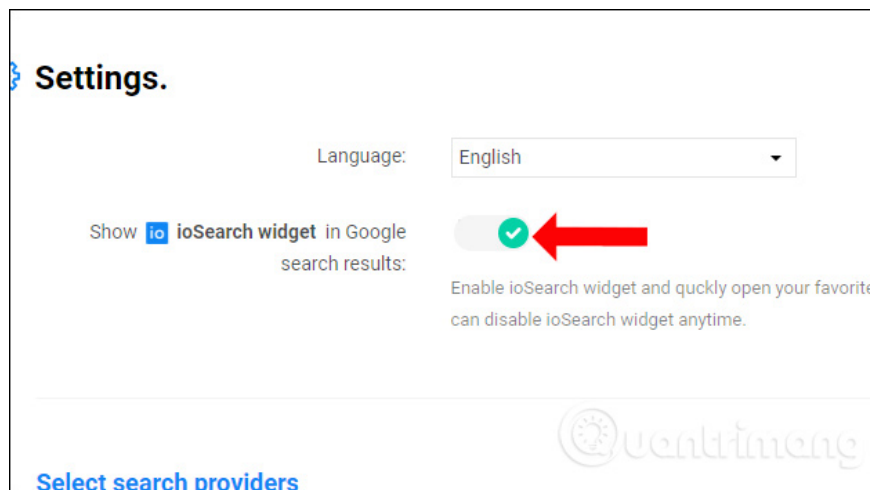 Settings.
Language:
English
Show io ioSearch widget in Google
search results:
Enable ioSearch widget and quckly open your favorite
can disable ioSearch widget anytime.
Quantrimang
Select search providers